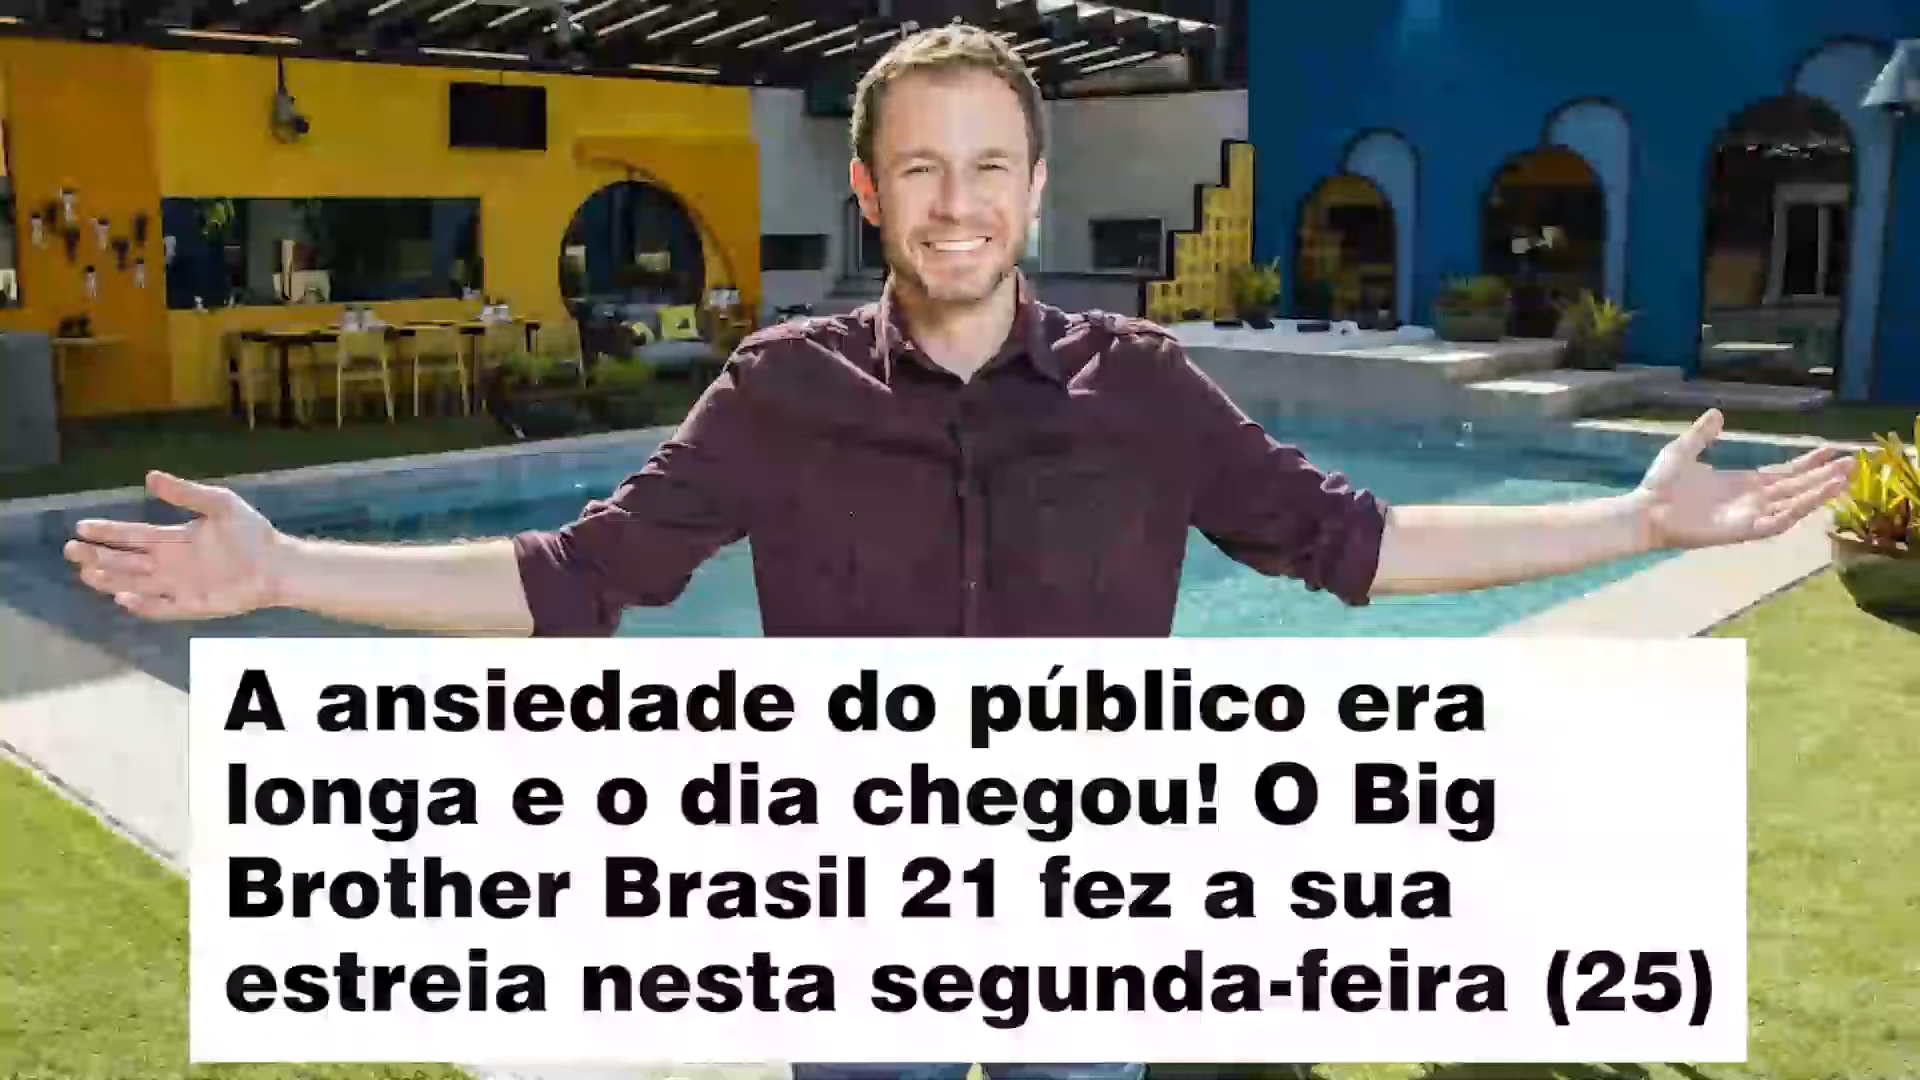 A ansiedade do público era
longa e o dia chegou! O Big
Brother Brasil 21 fez a sua
estreia nesta segunda-feira (25)